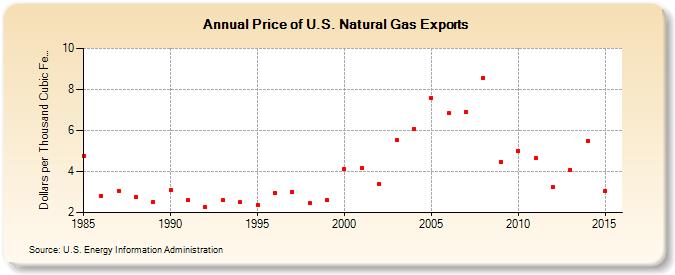 Annual Price of U.S. Natural Gas Exports
Dollars per Thousand Cubic Fe...
10
8
6
4
2
1985 1990 1995 2000 2005 2010 2015
Source: U.S. Energy Information Administration